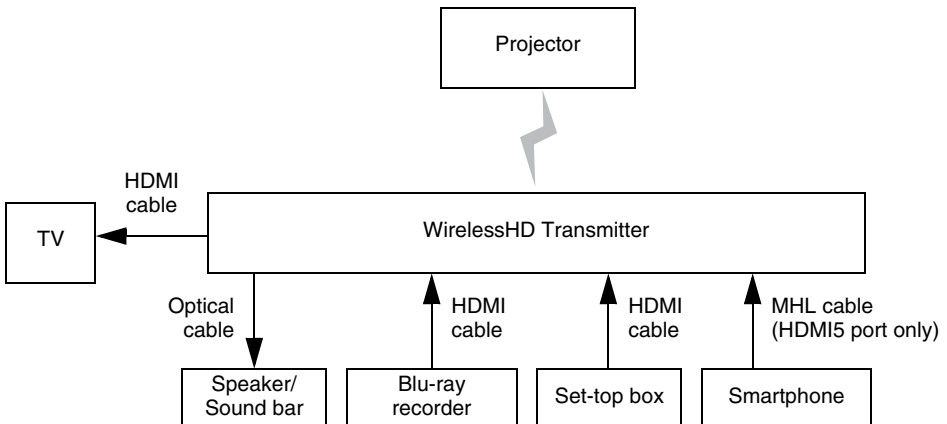 Projector
HDMI
cable
TV
WirelessHD Transmitter
Optical
cable
HDMI
cable
HDMI
cable
MHL cable
(HDMI5 port only)
Speaker/
Sound bar
Blu-ray
recorder
Set-top box
Smartphone